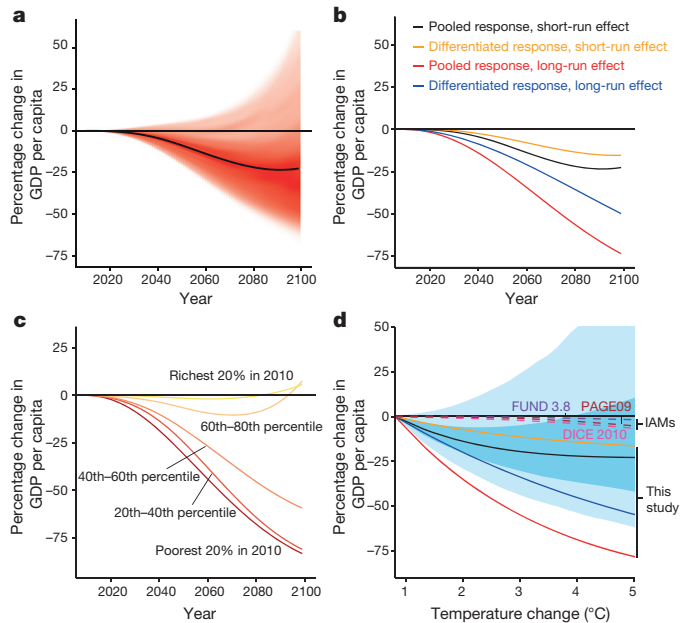 a
50
25
0
−25
−50
−75
Percentage change in
GDP per capita
2020
2040
2060
2080
2100
Year
b
50
25
0
−25
−50
−75
Percentage change in
GDP per capita
Pooled response, short-run effect
Differentiated response, short-run effect
Pooled response, long-run effect
Differentiated response, long-run effect
2020
2040
2060
2080
2100
Year
c
25
0
−25
−50
−75
Percentage change in
GDP per capita
Richest 20% in 2010
60th–80th percentile
40th–60th percentile
20th–40th percentile
Poorest 20% in 2010
2020
2040
2060
2080
2100
Year
d
50
25
0
−25
−50
−75
Percentage change in
GDP per capita
FUND 3.8
PAGE09
DICE 2010
IAMs
This
study
1
2
3
4
5
Temperature change (°C)